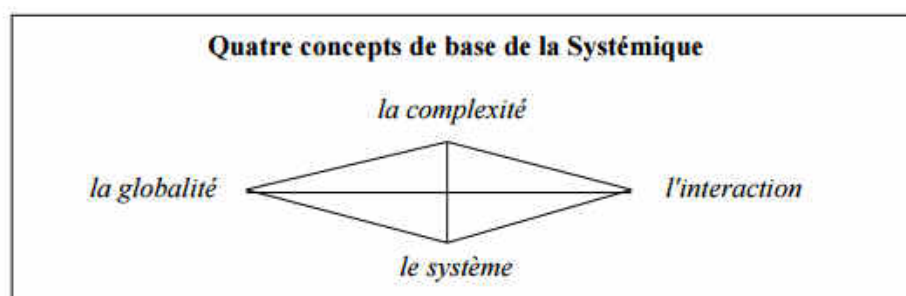 Quatre concepts de base de la Systémique
la complexité
la globalité
l'interaction
le système